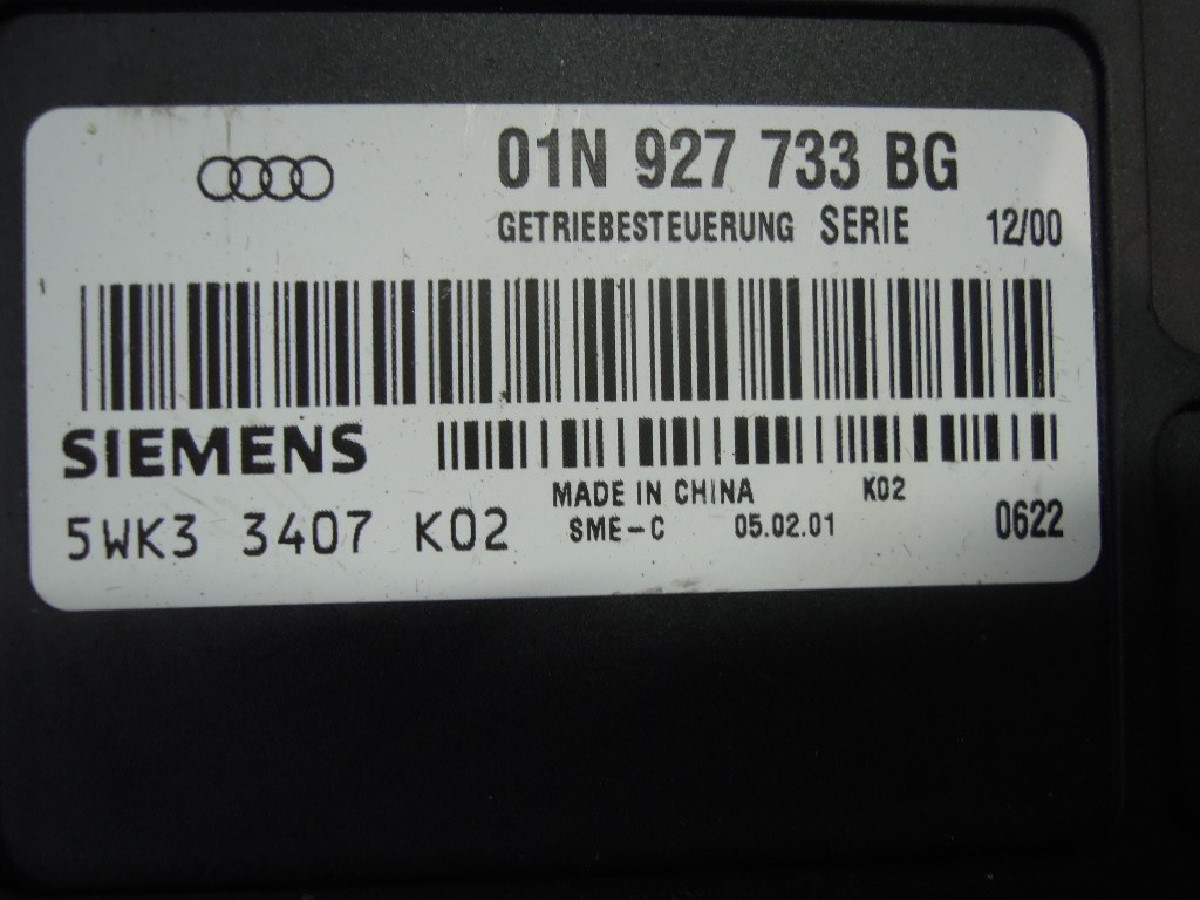 01N 927 733 BG
GETRIEBESTEUERUNG SERIE 12/00
SIEMENS
MADE IN CHINA K02
5WK3 3407 K02 SME-C 05.02.01 0622